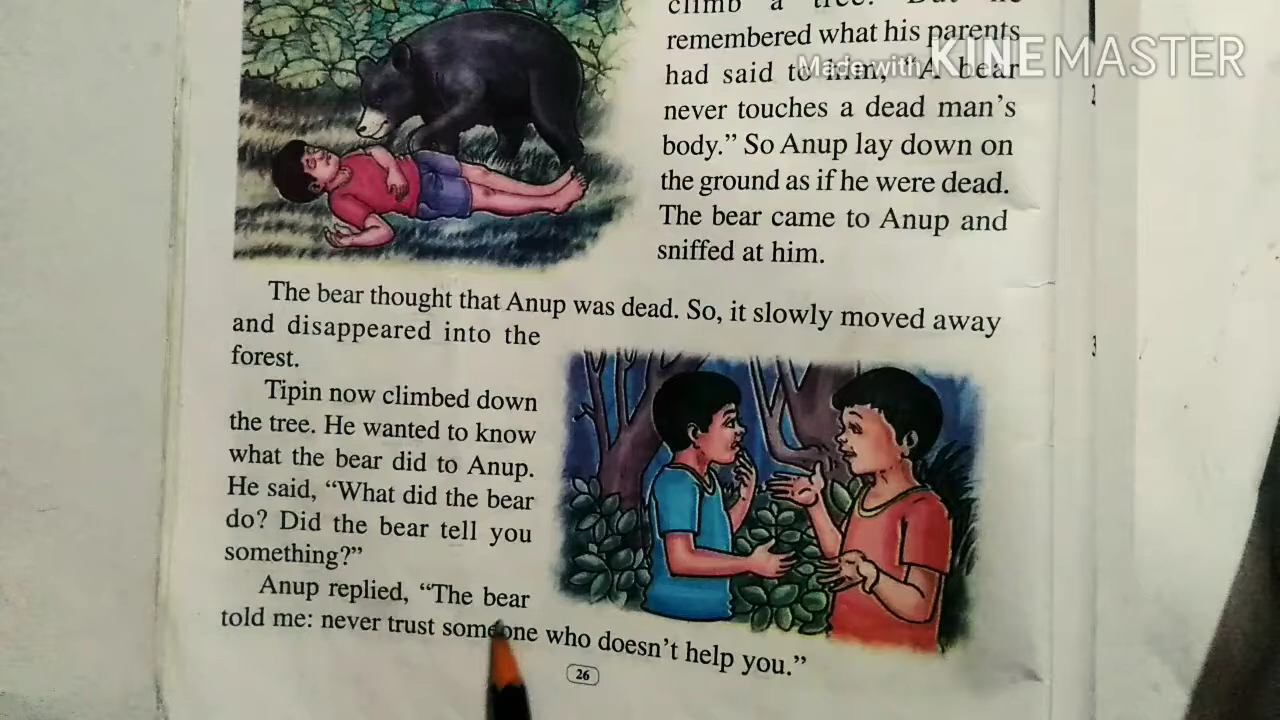 climb a tree. But he
remembered what his parents
had said to him, "A bear
never touches a dead man's
body." So Anup lay down on
the ground as if he were dead.
The bear came to Anup and
sniffed at him.
The bear thought that Anup was dead. So, it slowly moved away
and disappeared into the
forest.
Tipin now climbed down
the tree. He wanted to know
what the bear did to Anup.
He said, "What did the bear
do? Did the bear tell you
something?"
Anup replied, "The bear
told me: never trust someone who doesn't help you."
26
Made with KINEMASTER
2
3